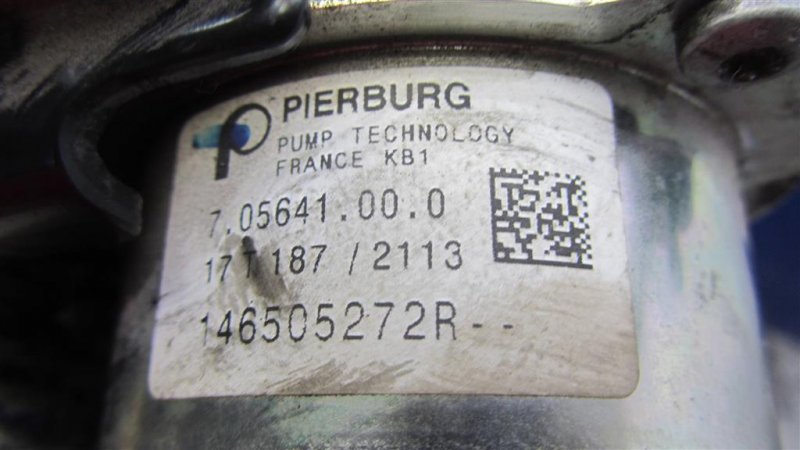 PIERBURG
PUMP TECHNOLOGY
FRANCE KB1
7.05641.00.0
17T187 / 2113
146505272R--